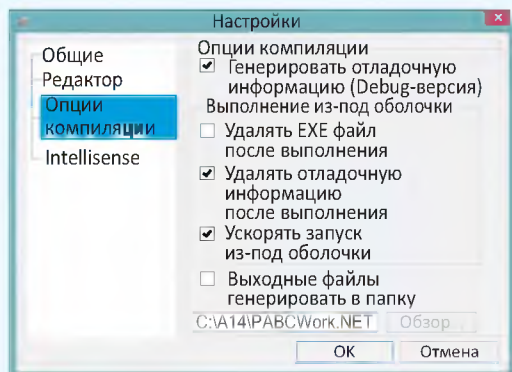 Настройки
Общие
Редактор
Опции
компиляции
Intellisense
Опции компиляции
Генерировать отладочную
информацию (Debug-версия)
Выполнение из-под оболочки
Удалять EXE файл
после выполнения
Удалять отладочную
информацию
после выполнения
Ускорять запуск
из-под оболочки
Выходные файлы
генерировать в папку
C:\A14\PABCWork.NET
Обзор...
OK
Отмена